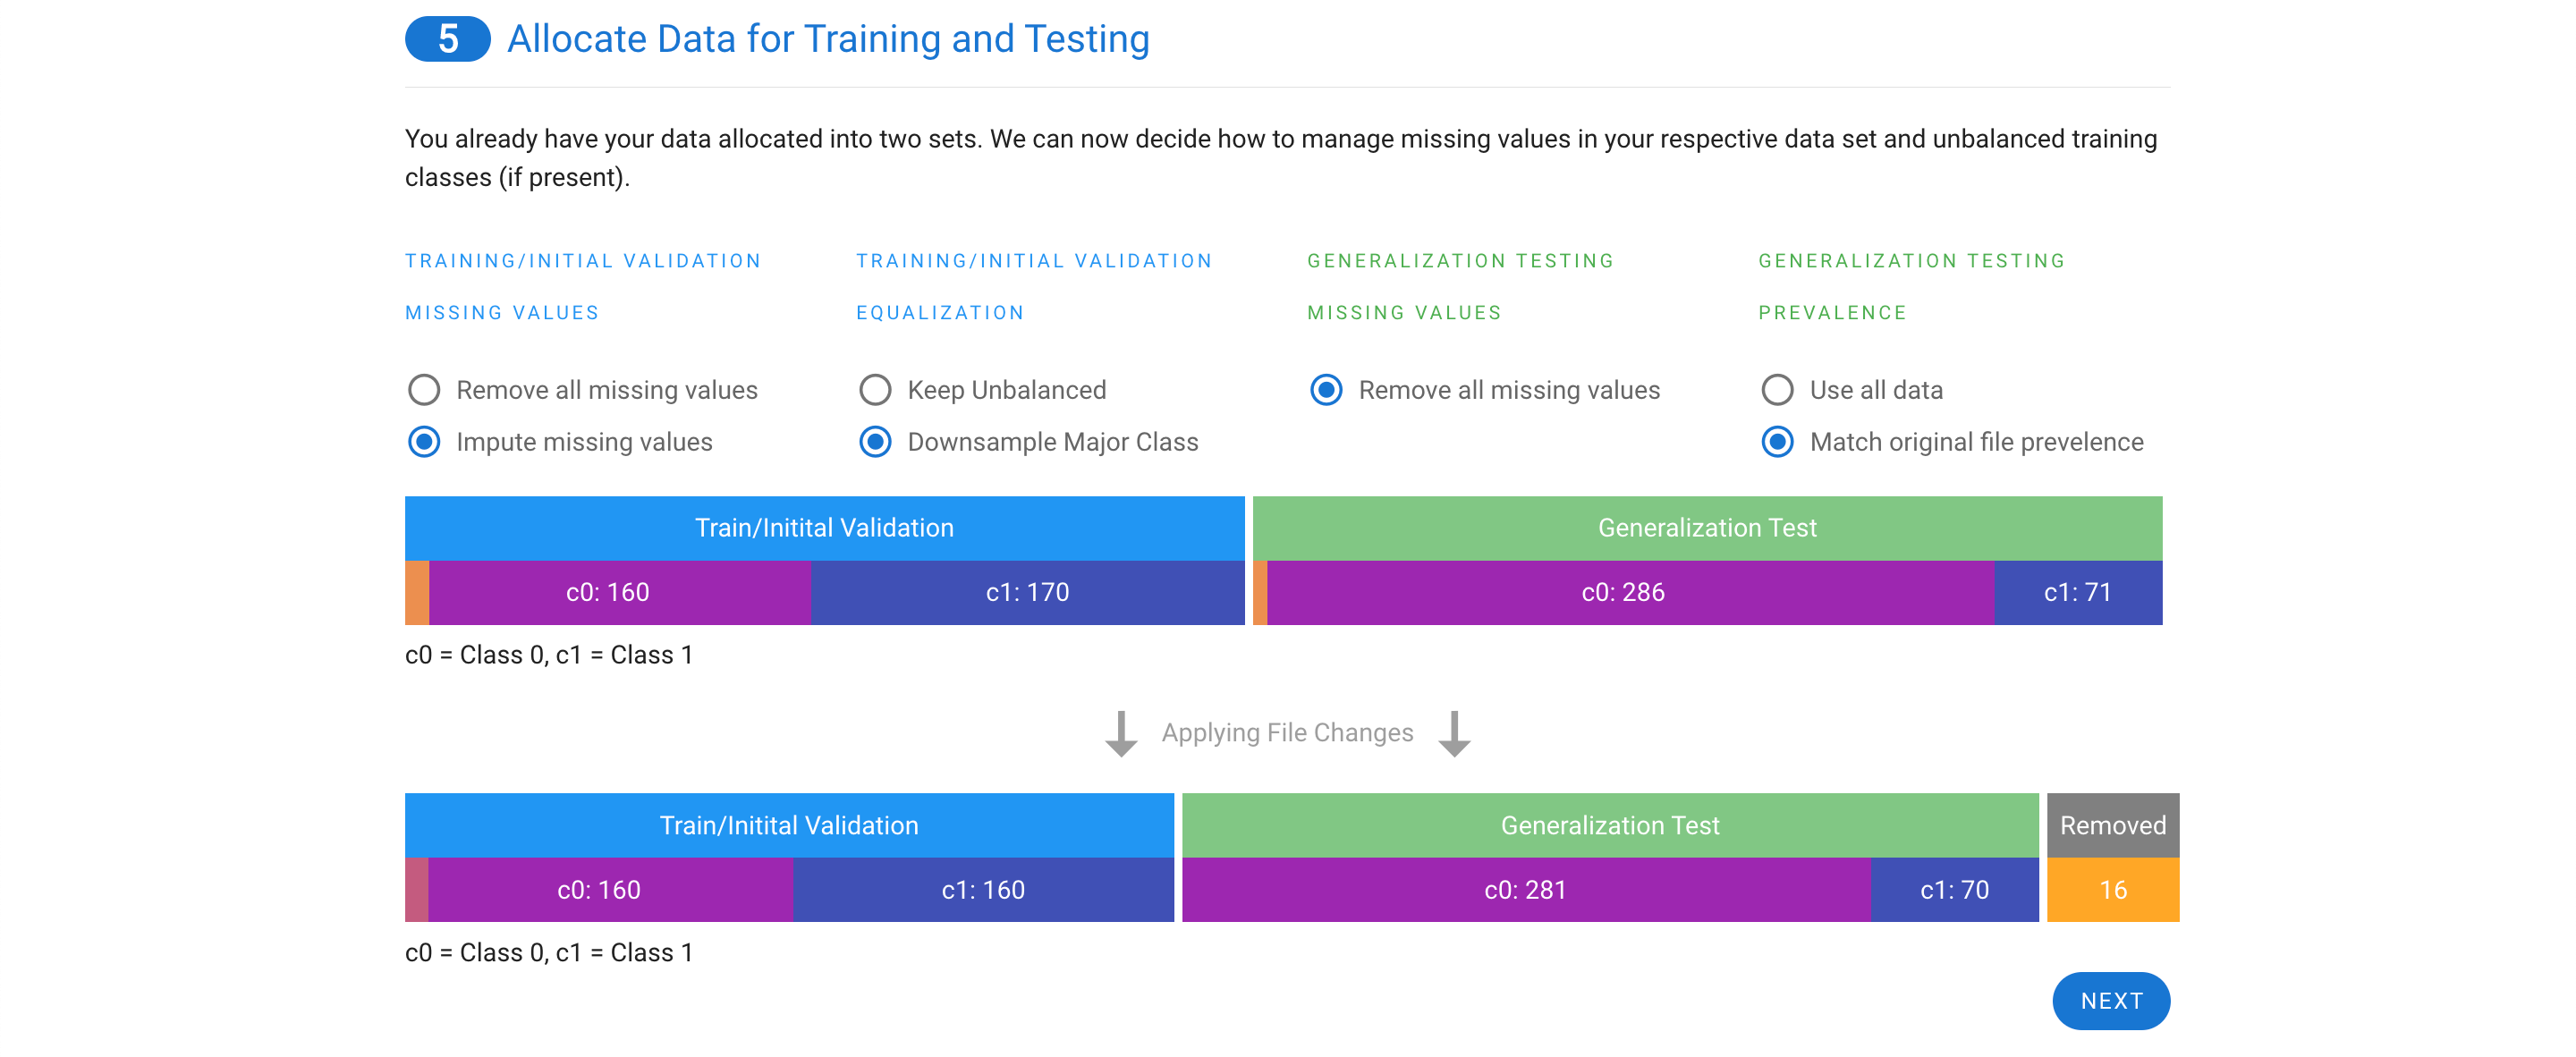 5 Allocate Data for Training and Testing
You already have your data allocated into two sets. We can now decide how to manage missing values in your respective data set and unbalanced training
classes (if present).
TRAINING/INITIAL VALIDATION
MISSING VALUES
Remove all missing values
Impute missing values
TRAINING/INITIAL VALIDATION
EQUALIZATION
Keep Unbalanced
Downsample Major Class
GENERALIZATION TESTING
MISSING VALUES
Remove all missing values
GENERALIZATION TESTING
PREVALENCE
Use all data
Match original file prevelence
Train/Initital Validation
Generalization Test
c0: 160
c1: 170
c0: 286
c1: 71
c0 = Class 0, c1 = Class 1
Applying File Changes
Train/Initital Validation
Generalization Test
Removed
c0: 160
c1: 160
c0: 281
c1: 70
16
c0 = Class 0, c1 = Class 1
NEXT